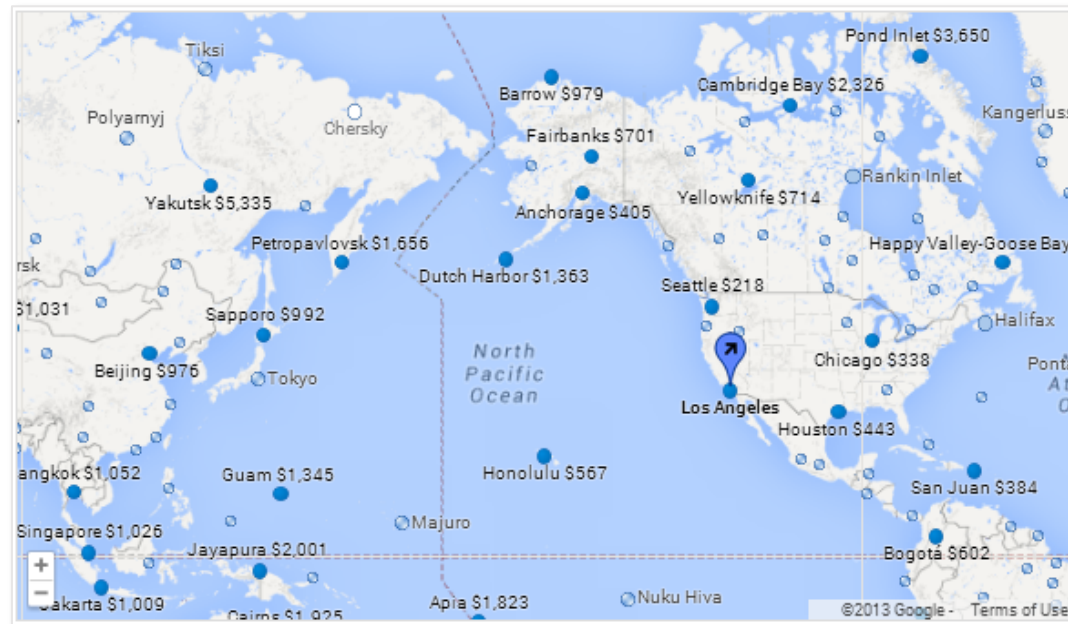 Pond Inlet $3,650
Tiksi
Barrow $979
Cambridge Bay $2,326
Polyarnyj
Chersky
Kangerluss
Fairbanks $701
Rankin Inlet
Yakutsk $5,335
Yellowknife $714
Anchorage $405
Petropavlovsk $1,656
Happy Valley-Goose Bay
rsk
Dutch Harbor $1,363
Seattle $218
$1,031
Sapporo $992
Halifax
North
Pacific
Ocean
Chicago $338
Beijing $976
Tokyo
Pont
At
O
Los Angeles
Houston $443
angkok $1,052
Guam $1,345
Honolulu $567
San Juan $384
Majuro
Singapore $1,026
Jayapura $2,001
Bogotá $602
+
−
Jakarta $1,009
Cairns $1,925
Apia $1,823
Nuku Hiva
©2013 Google - Terms of Use